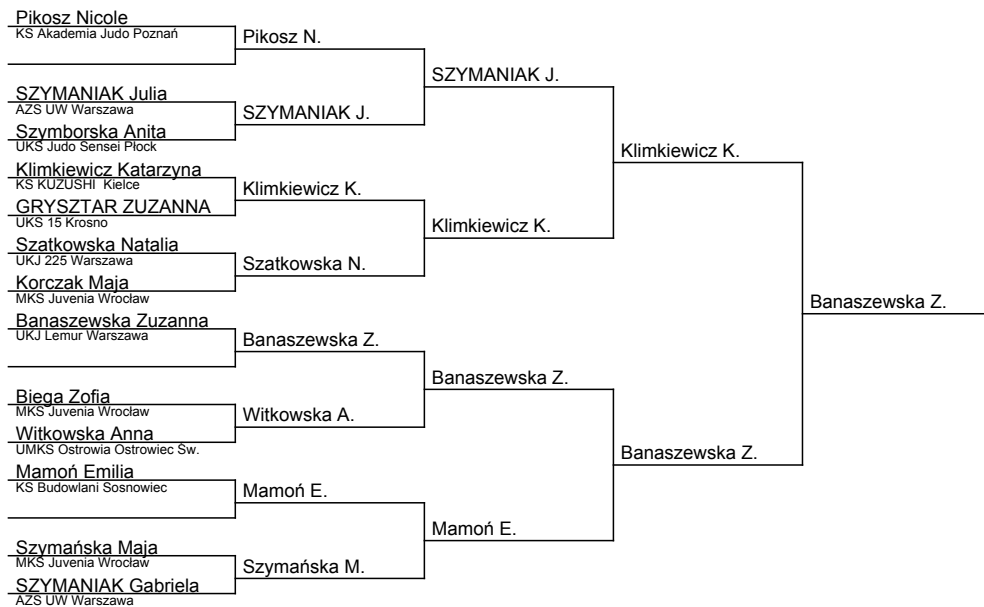 Pikosz Nicole
KS Akademia Judo Poznań
SZYMANIAK Julia
AZS UW Warszawa
Szymborska Anita
UKS Judo Sensei Płock
Klimkiewicz Katarzyna
KS KUZUSHI  Kielce
GRYSZTAR ZUZANNA
UKS 15 Krosno
Szatkowska Natalia
UKJ 225 Warszawa
Korczak Maja
MKS Juvenia Wrocław
Banaszewska Zuzanna
UKJ Lemur Warszawa
Biega Zofia
MKS Juvenia Wrocław
Witkowska Anna
UMKS Ostrowia Ostrowiec Św.
Mamoń Emilia
KS Budowlani Sosnowiec
Szymańska Maja
MKS Juvenia Wrocław
SZYMANIAK Gabriela
AZS UW Warszawa
Pikosz N.
SZYMANIAK J.
Klimkiewicz K.
Szatkowska N.
Banaszewska Z.
Witkowska A.
Mamoń E.
Szymańska M.
SZYMANIAK J.
Klimkiewicz K.
Banaszewska Z.
Mamoń E.
Klimkiewicz K.
Banaszewska Z.
Banaszewska Z.